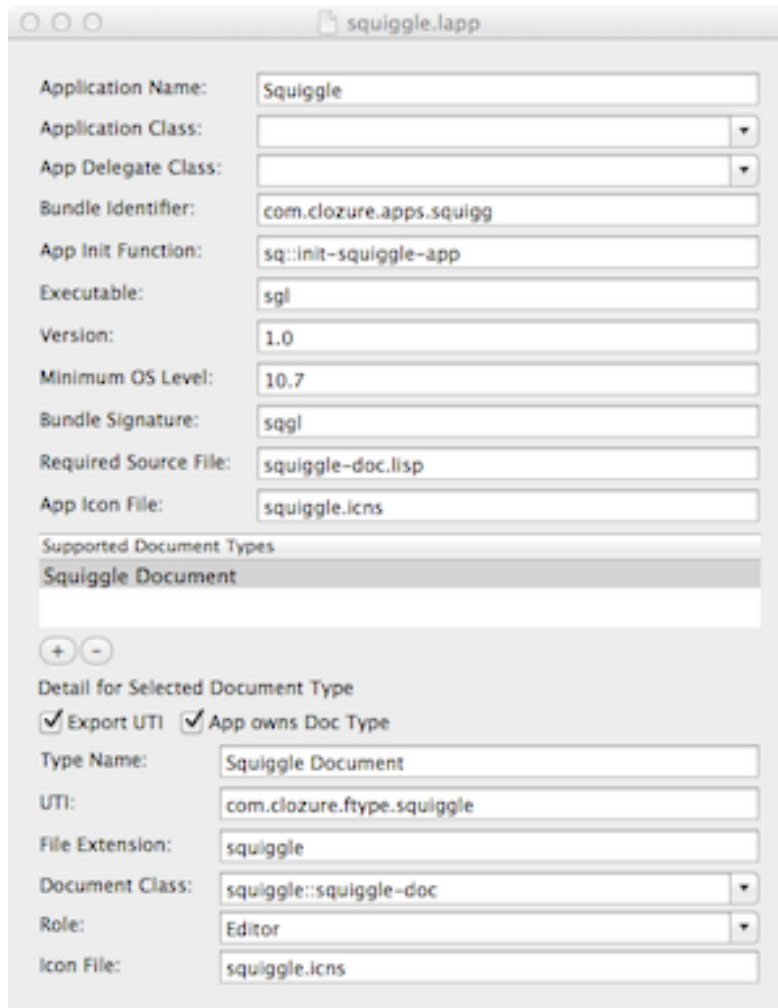 squiggle.lapp
Application Name: Squiggle
Application Class:
App Delegate Class:
Bundle Identifier: com.clozure.apps.squigg
App Init Function: sq::init-squiggle-app
Executable: sgl
Version: 1.0
Minimum OS Level: 10.7
Bundle Signature: sqgl
Required Source File: squiggle-doc.lisp
App Icon File: squiggle.icns
Supported Document Types
Squiggle Document
+ -
Detail for Selected Document Type
Export UTI App owns Doc Type
Type Name: Squiggle Document
UTI: com.clozure.ftype.squiggle
File Extension: squiggle
Document Class: squiggle::squiggle-doc
Role: Editor
Icon File: squiggle.icns